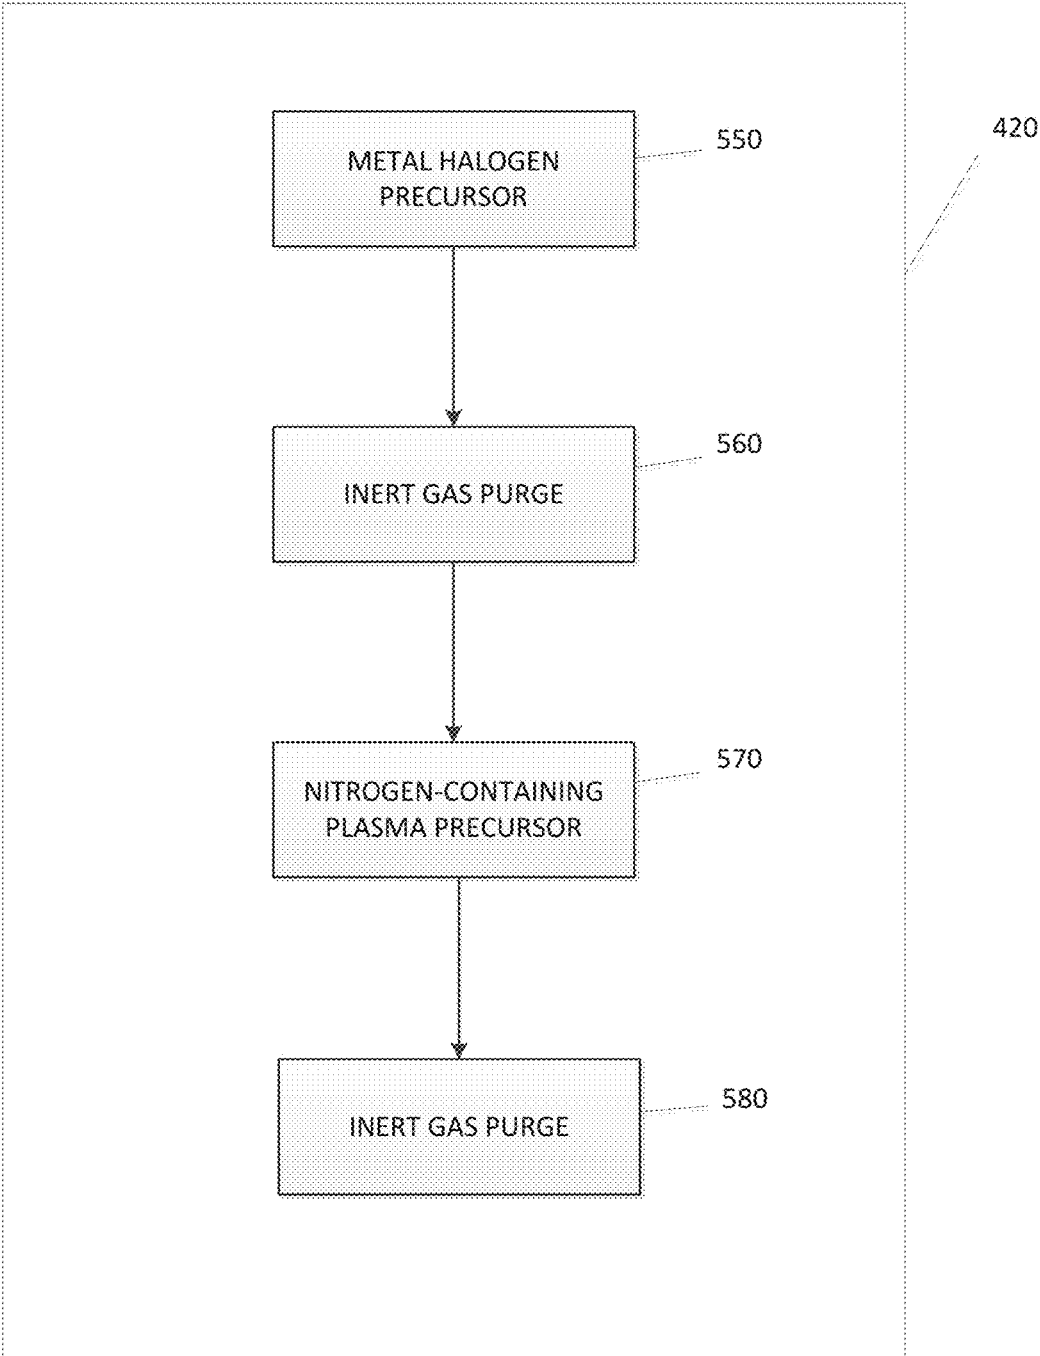 550
420
METAL HALOGEN
PRECURSOR
560
INERT GAS PURGE
570
NITROGEN-CONTAINING
PLASMA PRECURSOR
580
INERT GAS PURGE